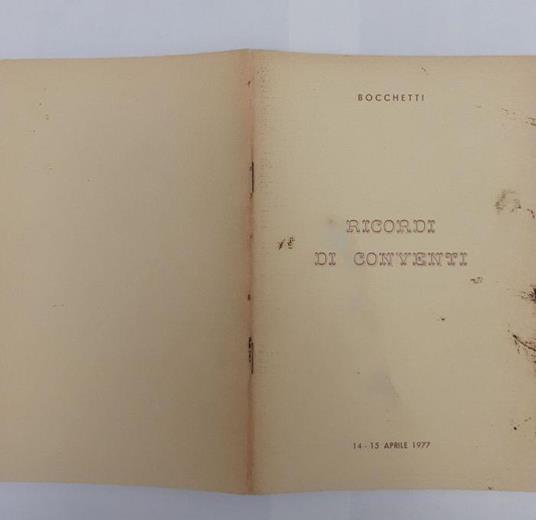 BOCCHETTI
RICORDI
DI CONVENTI
14-15 APRILE 1977